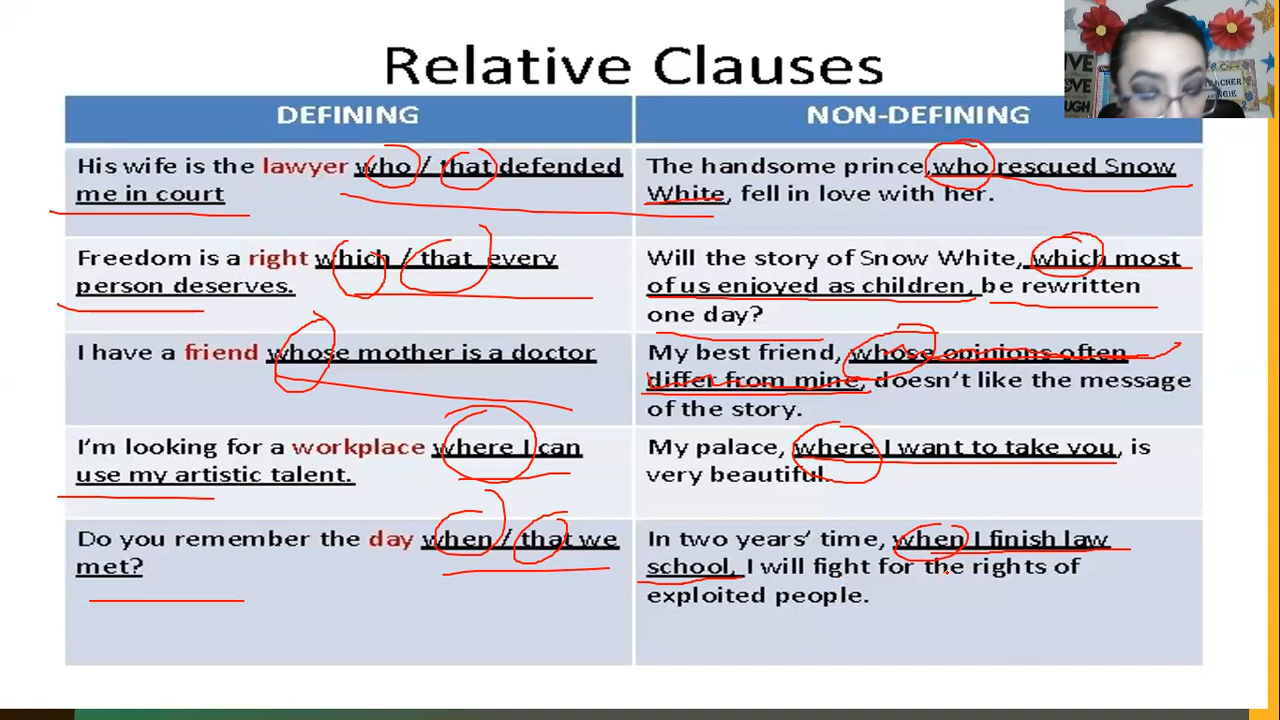 Relative Clauses
DEFINING
NON-DEFINING
His wife is the lawyer who / that defended
me in court
The handsome prince, who rescued Snow
White, fell in love with her.
Freedom is a right which / that every
person deserves.
Will the story of Snow White, which most
of us enjoyed as children, be rewritten
one day?
I have a friend whose mother is a doctor
My best friend, whose opinions often
differ from mine, doesn't like the message
of the story.
I'm looking for a workplace where I can
use my artistic talent.
My palace, where I want to take you, is
very beautiful.
Do you remember the day when / that we
met?
In two years' time, when I finish law
school, I will fight for the rights of
exploited people.